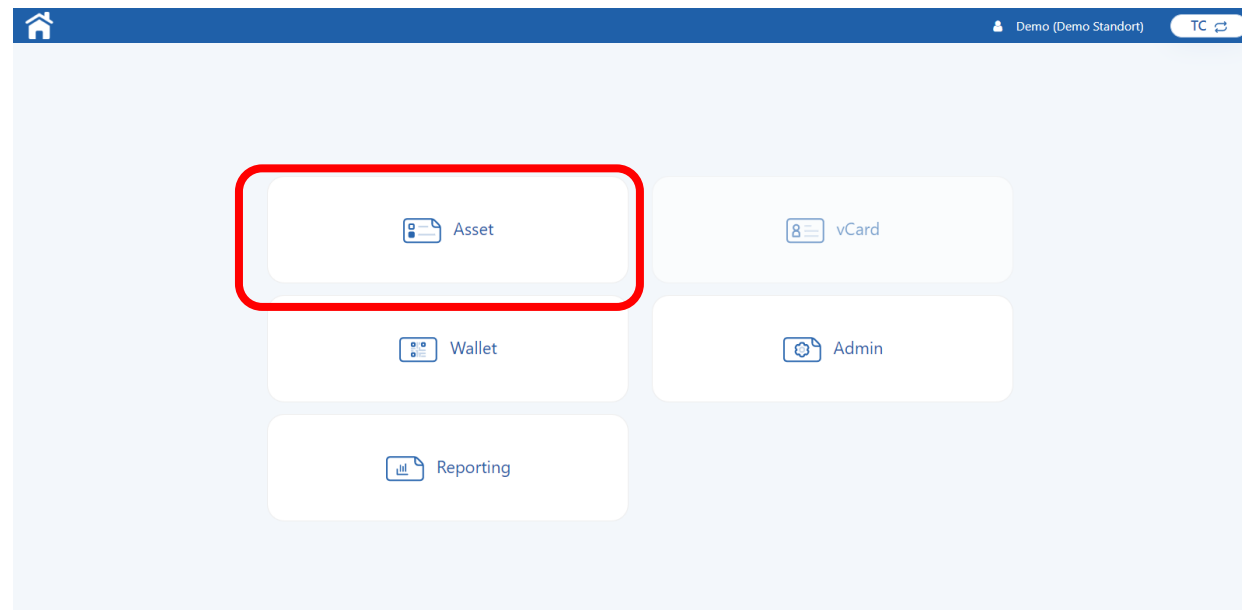 Demo (Demo Standort) TC
Asset
vCard
Wallet
Admin
Reporting